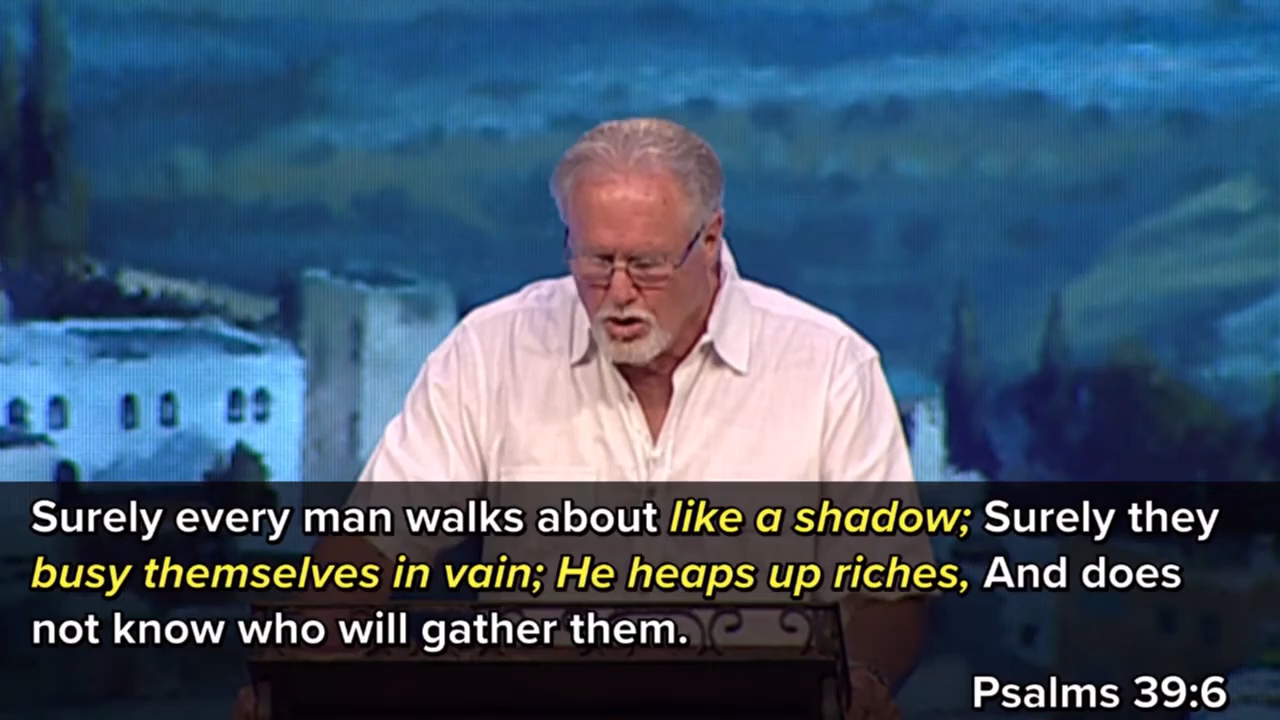 Surely every man walks about like a shadow; Surely they
busy themselves in vain; He heaps up riches, And does
not know who will gather them.
Psalms 39:6